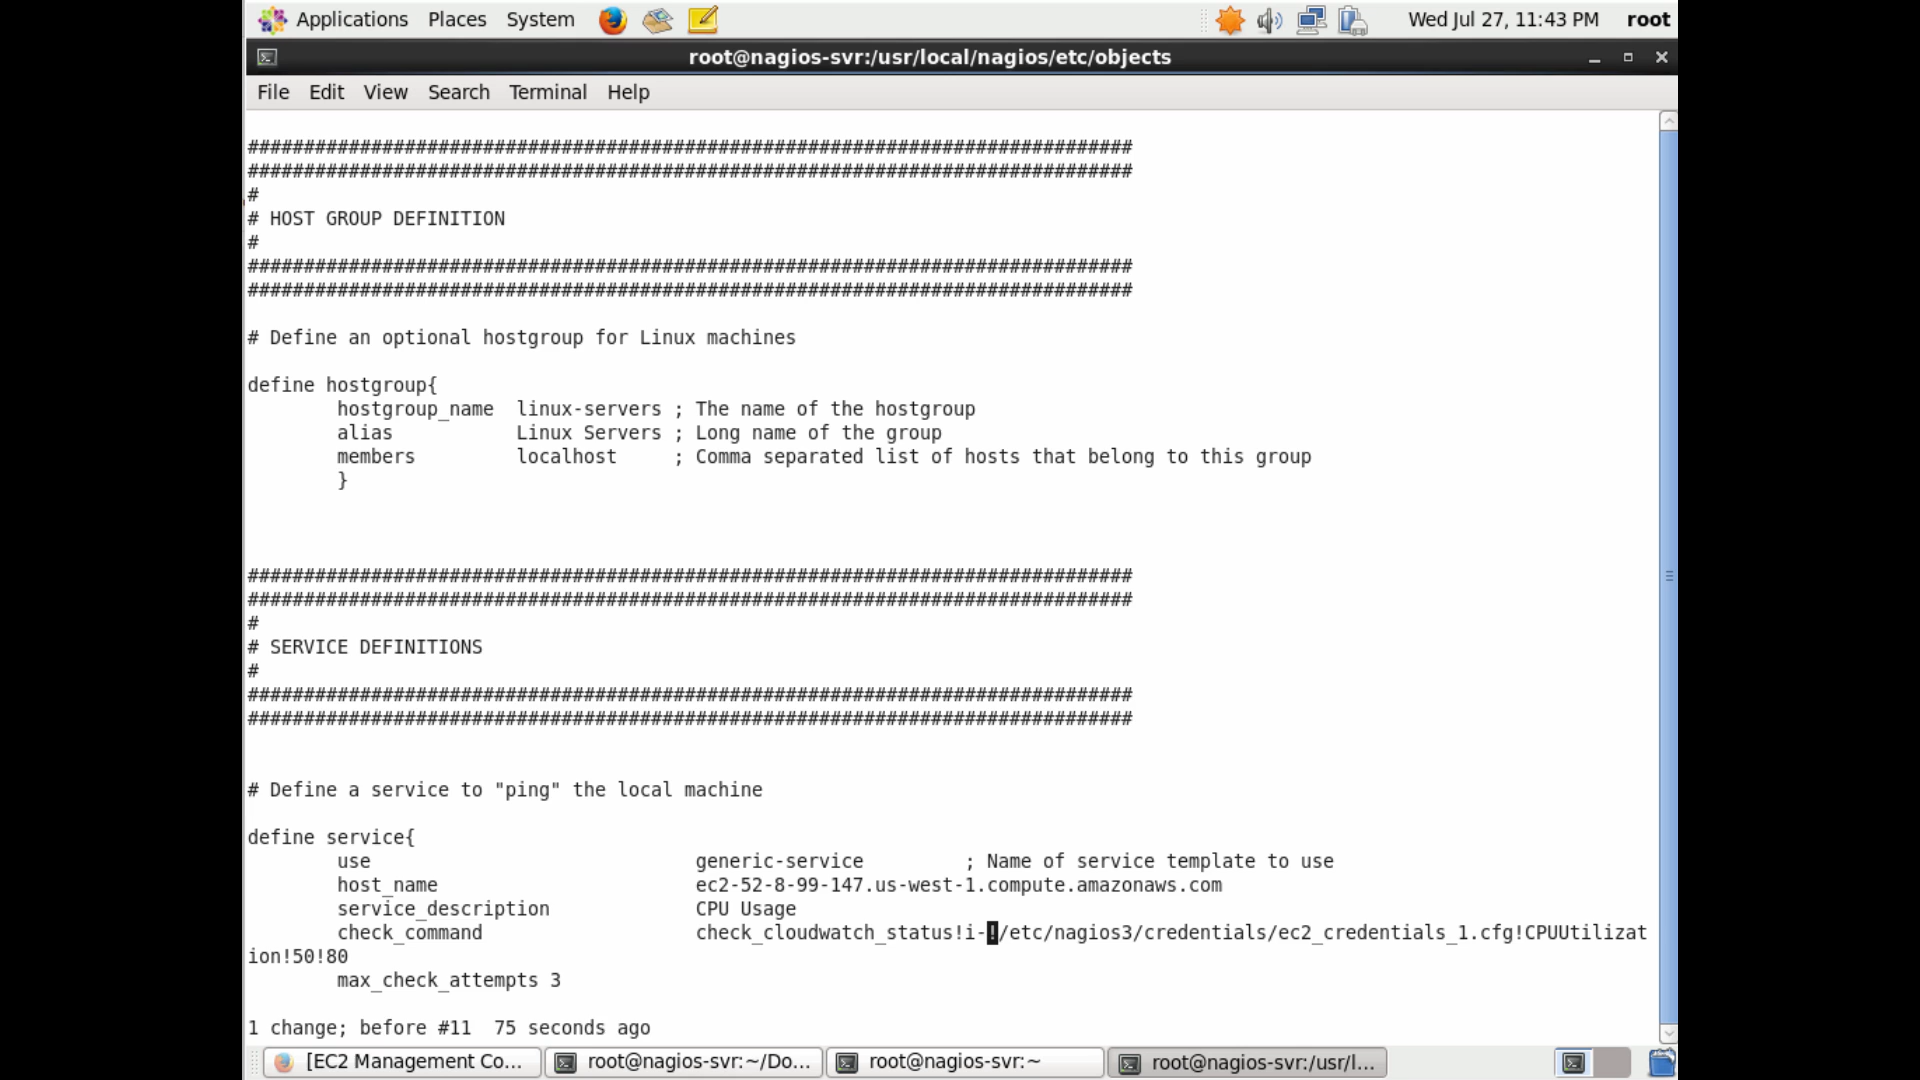 Applications Places System Wed Jul 27, 11:43 PM root
root@nagios-svr:/usr/local/nagios/etc/objects
File Edit View Search Terminal Help
###############################################################################
###############################################################################
#
# HOST GROUP DEFINITION
#
###############################################################################
###############################################################################
# Define an optional hostgroup for Linux machines
define hostgroup{
hostgroup_name linux-servers ; The name of the hostgroup
alias Linux Servers ; Long name of the group
members localhost ; Comma separated list of hosts that belong to this group
}
###############################################################################
###############################################################################
#
# SERVICE DEFINITIONS
#
###############################################################################
###############################################################################
# Define a service to "ping" the local machine
define service{
use generic-service ; Name of service template to use
host_name ec2-52-8-99-147.us-west-1.compute.amazonaws.com
service_description CPU Usage
check_command check_cloudwatch_status!i-!/etc/nagios3/credentials/ec2_credentials_1.cfg!CPUUtilizat
ion!50!80
max_check_attempts 3
1 change; before #11 75 seconds ago
[EC2 Management Co... root@nagios-svr:~/Do... root@nagios-svr:~ root@nagios-svr:/usr/l...